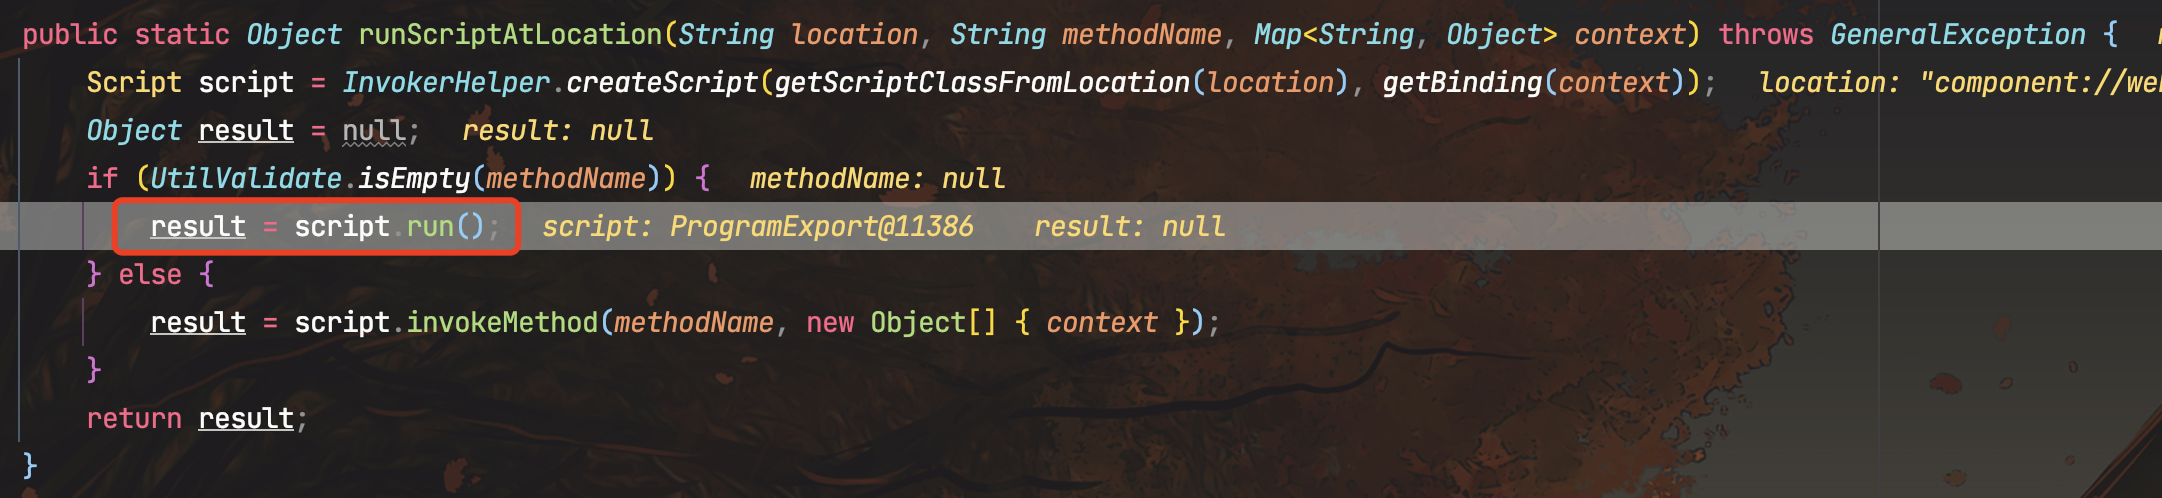 public static Object runScriptAtLocation(String location, String methodName, Map<String, Object> context) throws GeneralException {
Script script = InvokerHelper.createScript(getScriptClassFromLocation(location), getBinding(context)); location: "component://we
Object result = null; result: null
if (UtilValidate.isEmpty(methodName)) { methodName: null
result = script.run(); script: ProgramExport@11386 result: null
} else {
result = script.invokeMethod(methodName, new Object[] { context });
}
return result;
}